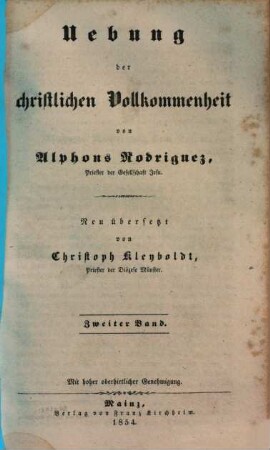 Uebung
der
christlichen Vollkommenheit
von
Alphons Rodriguez,
Priester der Gesellschaft Jesu.
Neu übersetzt
von
Christoph Kleyboldt,
Priester der Diözese Münster.
Zweiter Band.
Mit hoher oberhirtlicher Genehmigung.
Mainz,
Verlag von Franz Kirchheim.
1854.